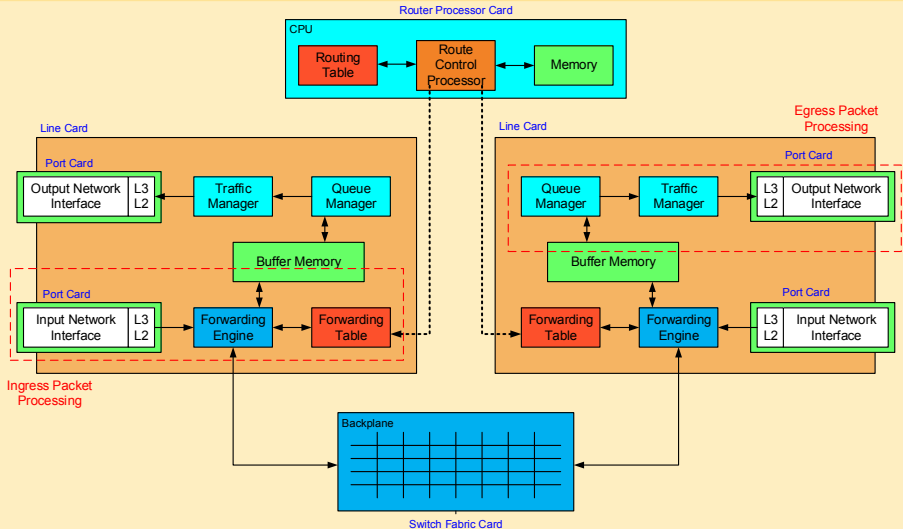 Router Processor Card
CPU
Routing
Table
Route
Control
Processor
Memory
Egress Packet
Processing
Line Card
Port Card
Output Network
Interface
L3
L2
Traffic
Manager
Queue
Manager
Buffer Memory
Port Card
Input Network
Interface
L3
L2
Forwarding
Engine
Forwarding
Table
Ingress Packet
Processing
Line Card
Port Card
Queue
Manager
Traffic
Manager
L3
L2
Output Network
Interface
Buffer Memory
Port Card
Forwarding
Table
Forwarding
Engine
L3
L2
Input Network
Interface
Backplane
Switch Fabric Card